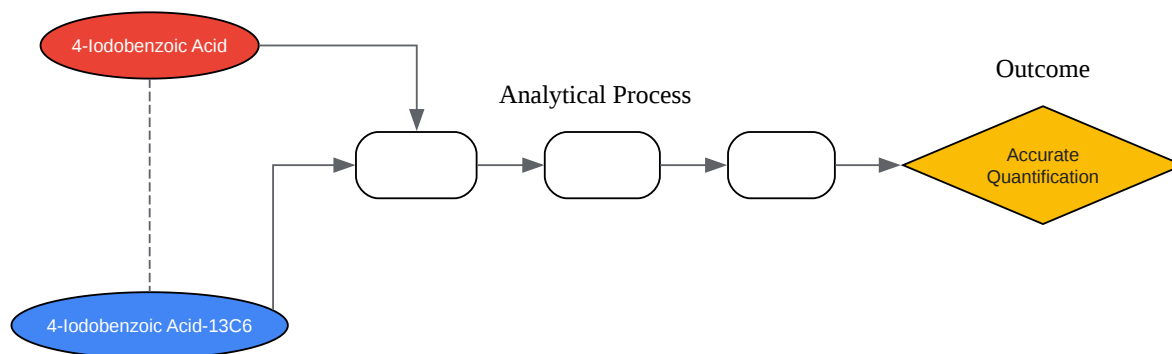 4-Iodobenzoic Acid
Outcome
Analytical Process
Accurate
Quantification
4-Iodobenzoic Acid-13C6